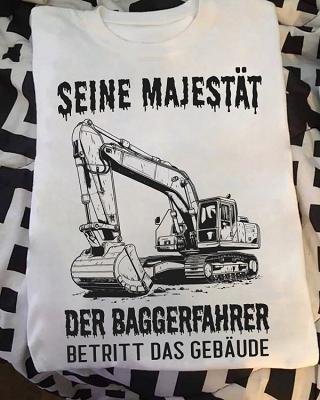 SEINE MAJESTÄT
DER BAGGERFAHRER
BETRITT DAS GEBÄUDE